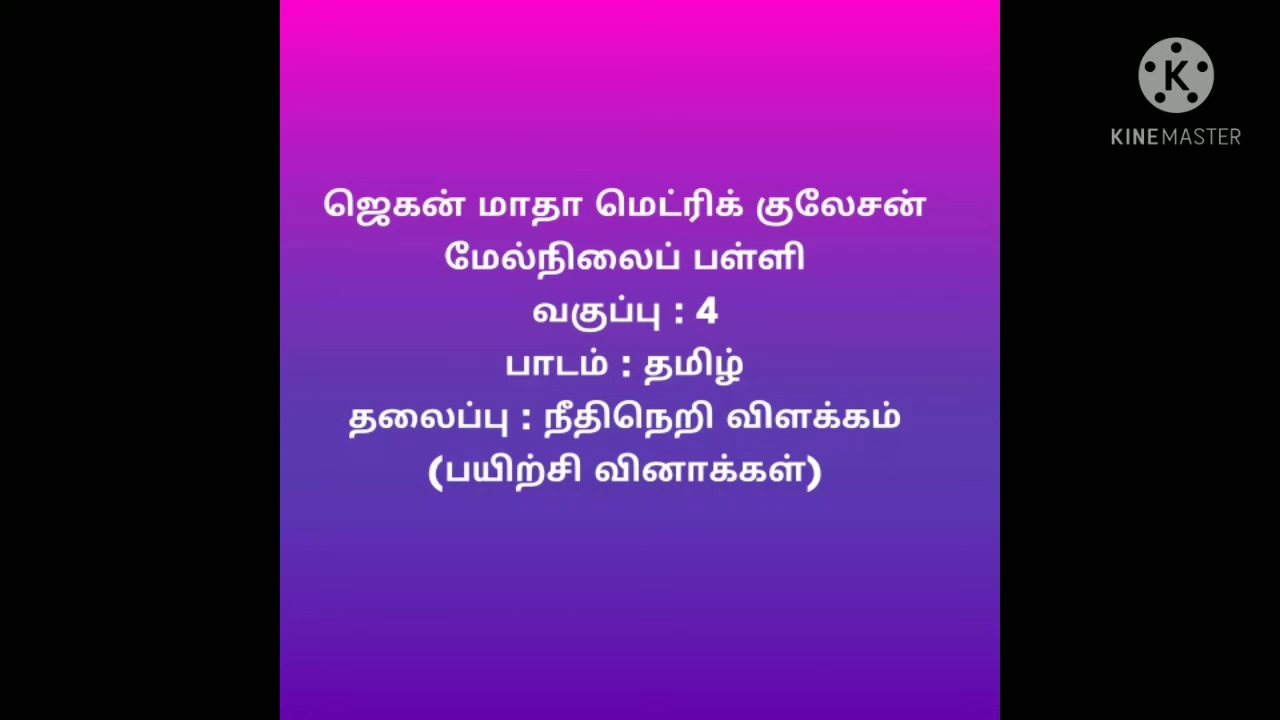 ஜெகன் மாதா மெட்ரிக் குலேசன்
மேல்நிலைப் பள்ளி
வகுப்பு : 4
பாடம் : தமிழ்
தலைப்பு : நீதிநெறி விளக்கம்
(பயிற்சி வினாக்கள்)
K
KINEMASTER